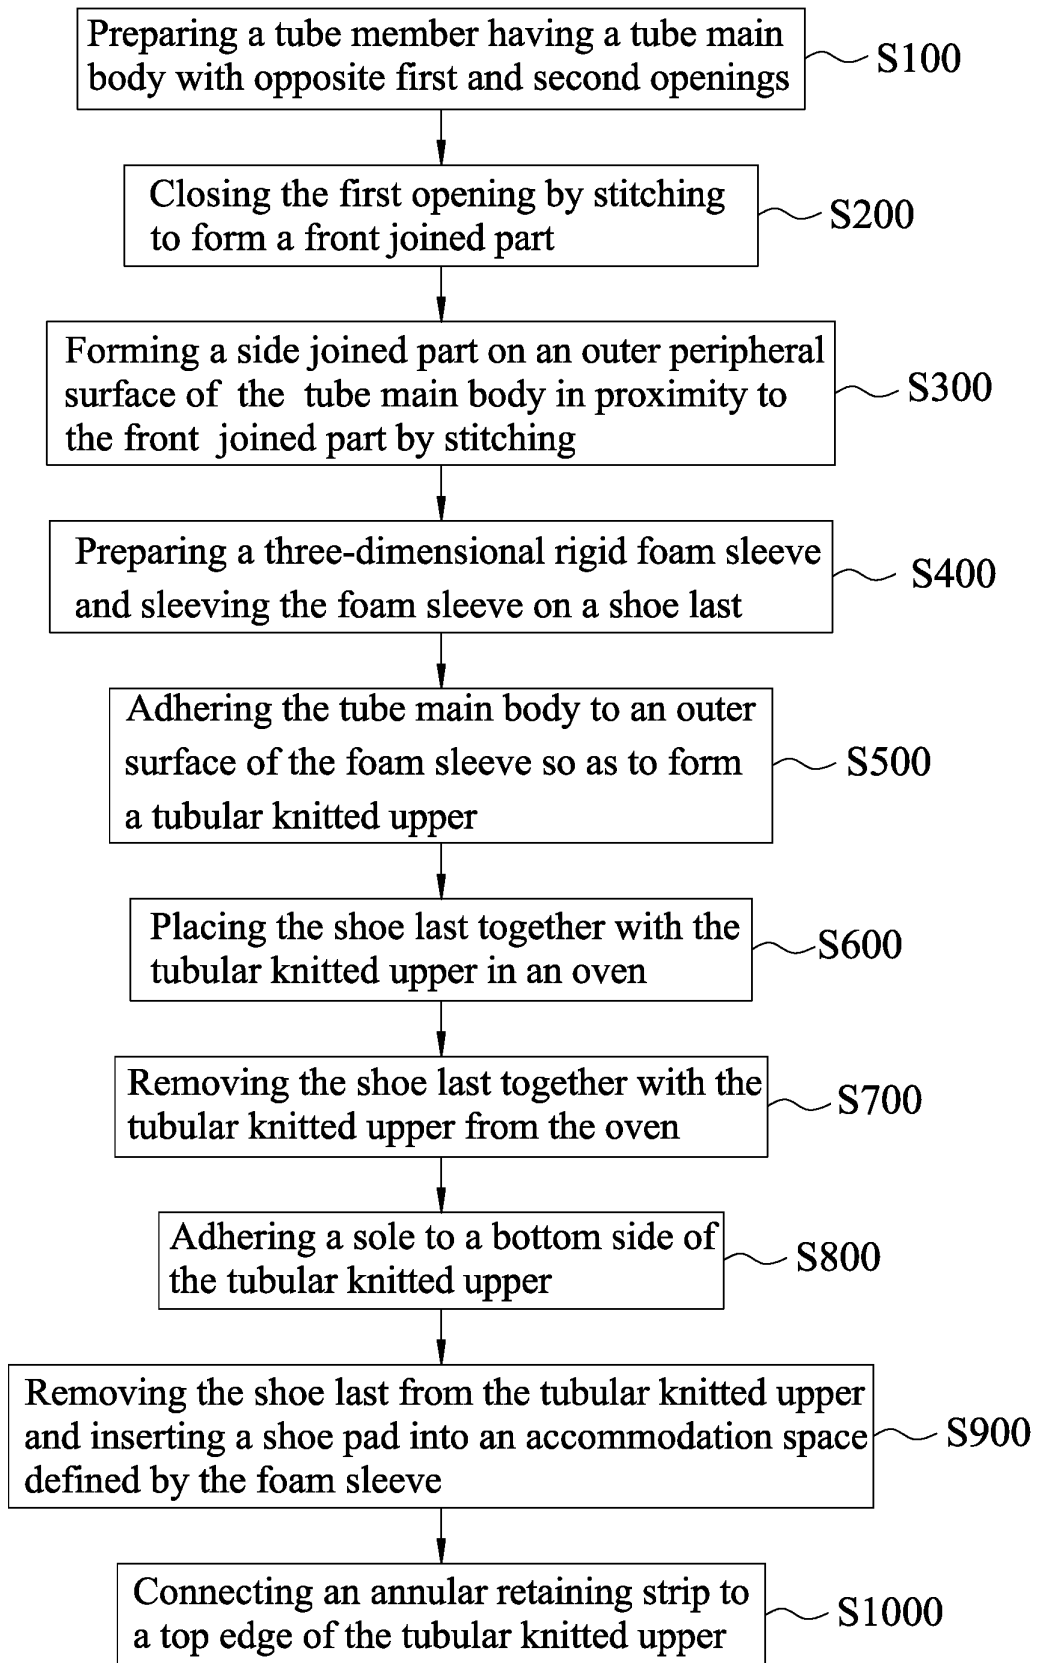 Preparing a tube member having a tube main
body with opposite first and second openings
S100
Closing the first opening by stitching
to form a front joined part
S200
Forming a side joined part on an outer peripheral
surface of the tube main body in proximity to
the front joined part by stitching
S300
Preparing a three-dimensional rigid foam sleeve
and sleeving the foam sleeve on a shoe last
S400
Adhering the tube main body to an outer
surface of the foam sleeve so as to form
a tubular knitted upper
S500
Placing the shoe last together with the
tubular knitted upper in an oven
S600
Removing the shoe last together with the
tubular knitted upper from the oven
S700
Adhering a sole to a bottom side of
the tubular knitted upper
S800
Removing the shoe last from the tubular knitted upper
and inserting a shoe pad into an accommodation space
defined by the foam sleeve
S900
Connecting an annular retaining strip to
a top edge of the tubular knitted upper
S1000